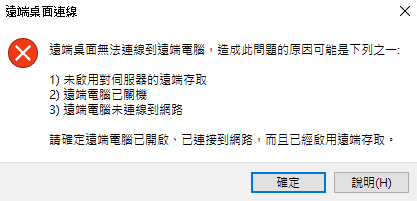 遠端桌面連線
遠端桌面無法連線到遠端電腦，造成此問題的原因可能是下列之一:
1) 未啟用對伺服器的遠端存取
2) 遠端電腦已關機
3) 遠端電腦未連線到網路
請確定遠端電腦已開啟、已連接到網路，而且已經啟用遠端存取。
確定
說明(H)